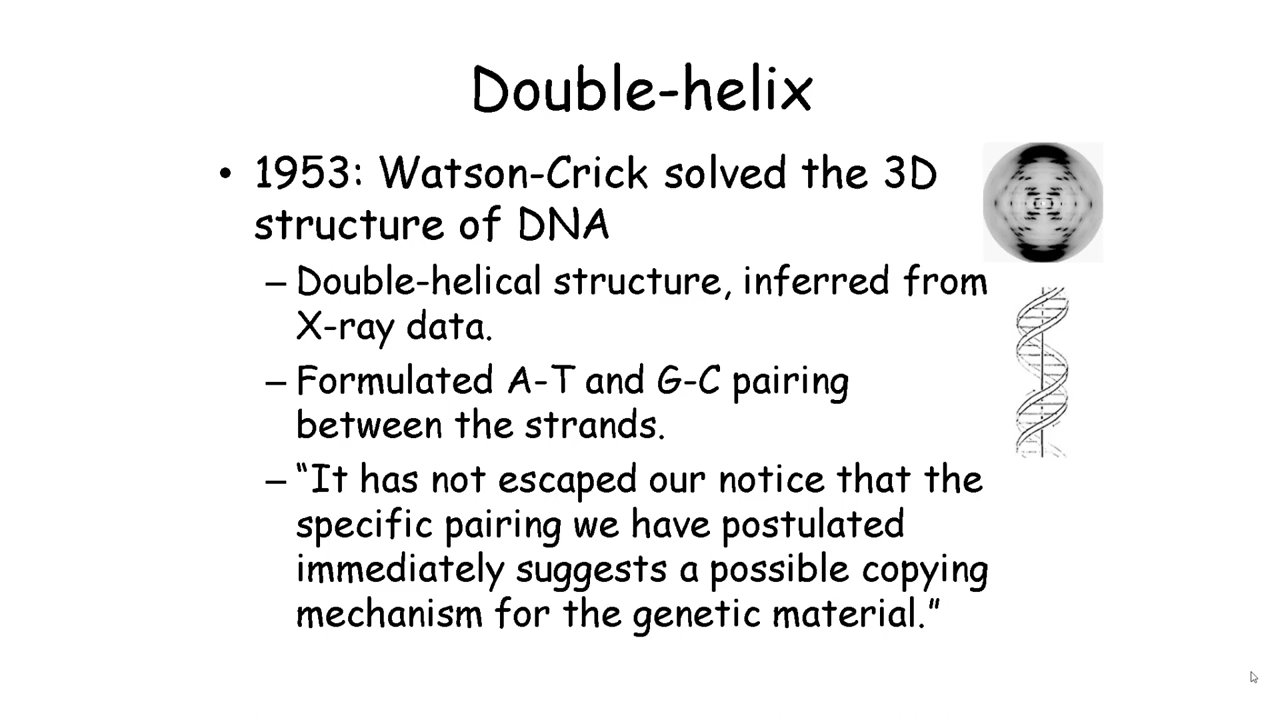 Double-helix
• 1953: Watson-Crick solved the 3D
structure of DNA
– Double-helical structure, inferred from
X-ray data.
– Formulated A-T and G-C pairing
between the strands.
– “It has not escaped our notice that the
specific pairing we have postulated
immediately suggests a possible copying
mechanism for the genetic material.”